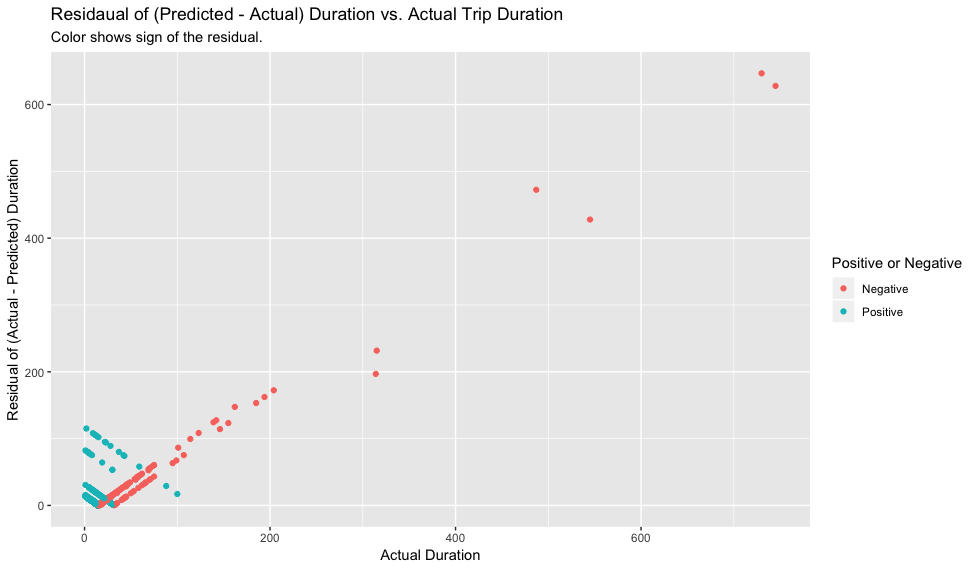 Residaual of (Predicted - Actual) Duration vs. Actual Trip Duration
Color shows sign of the residual.
Residual of (Actual - Predicted) Duration
600
400
200
0
0
200
400
600
Actual Duration
Positive or Negative
Negative
Positive